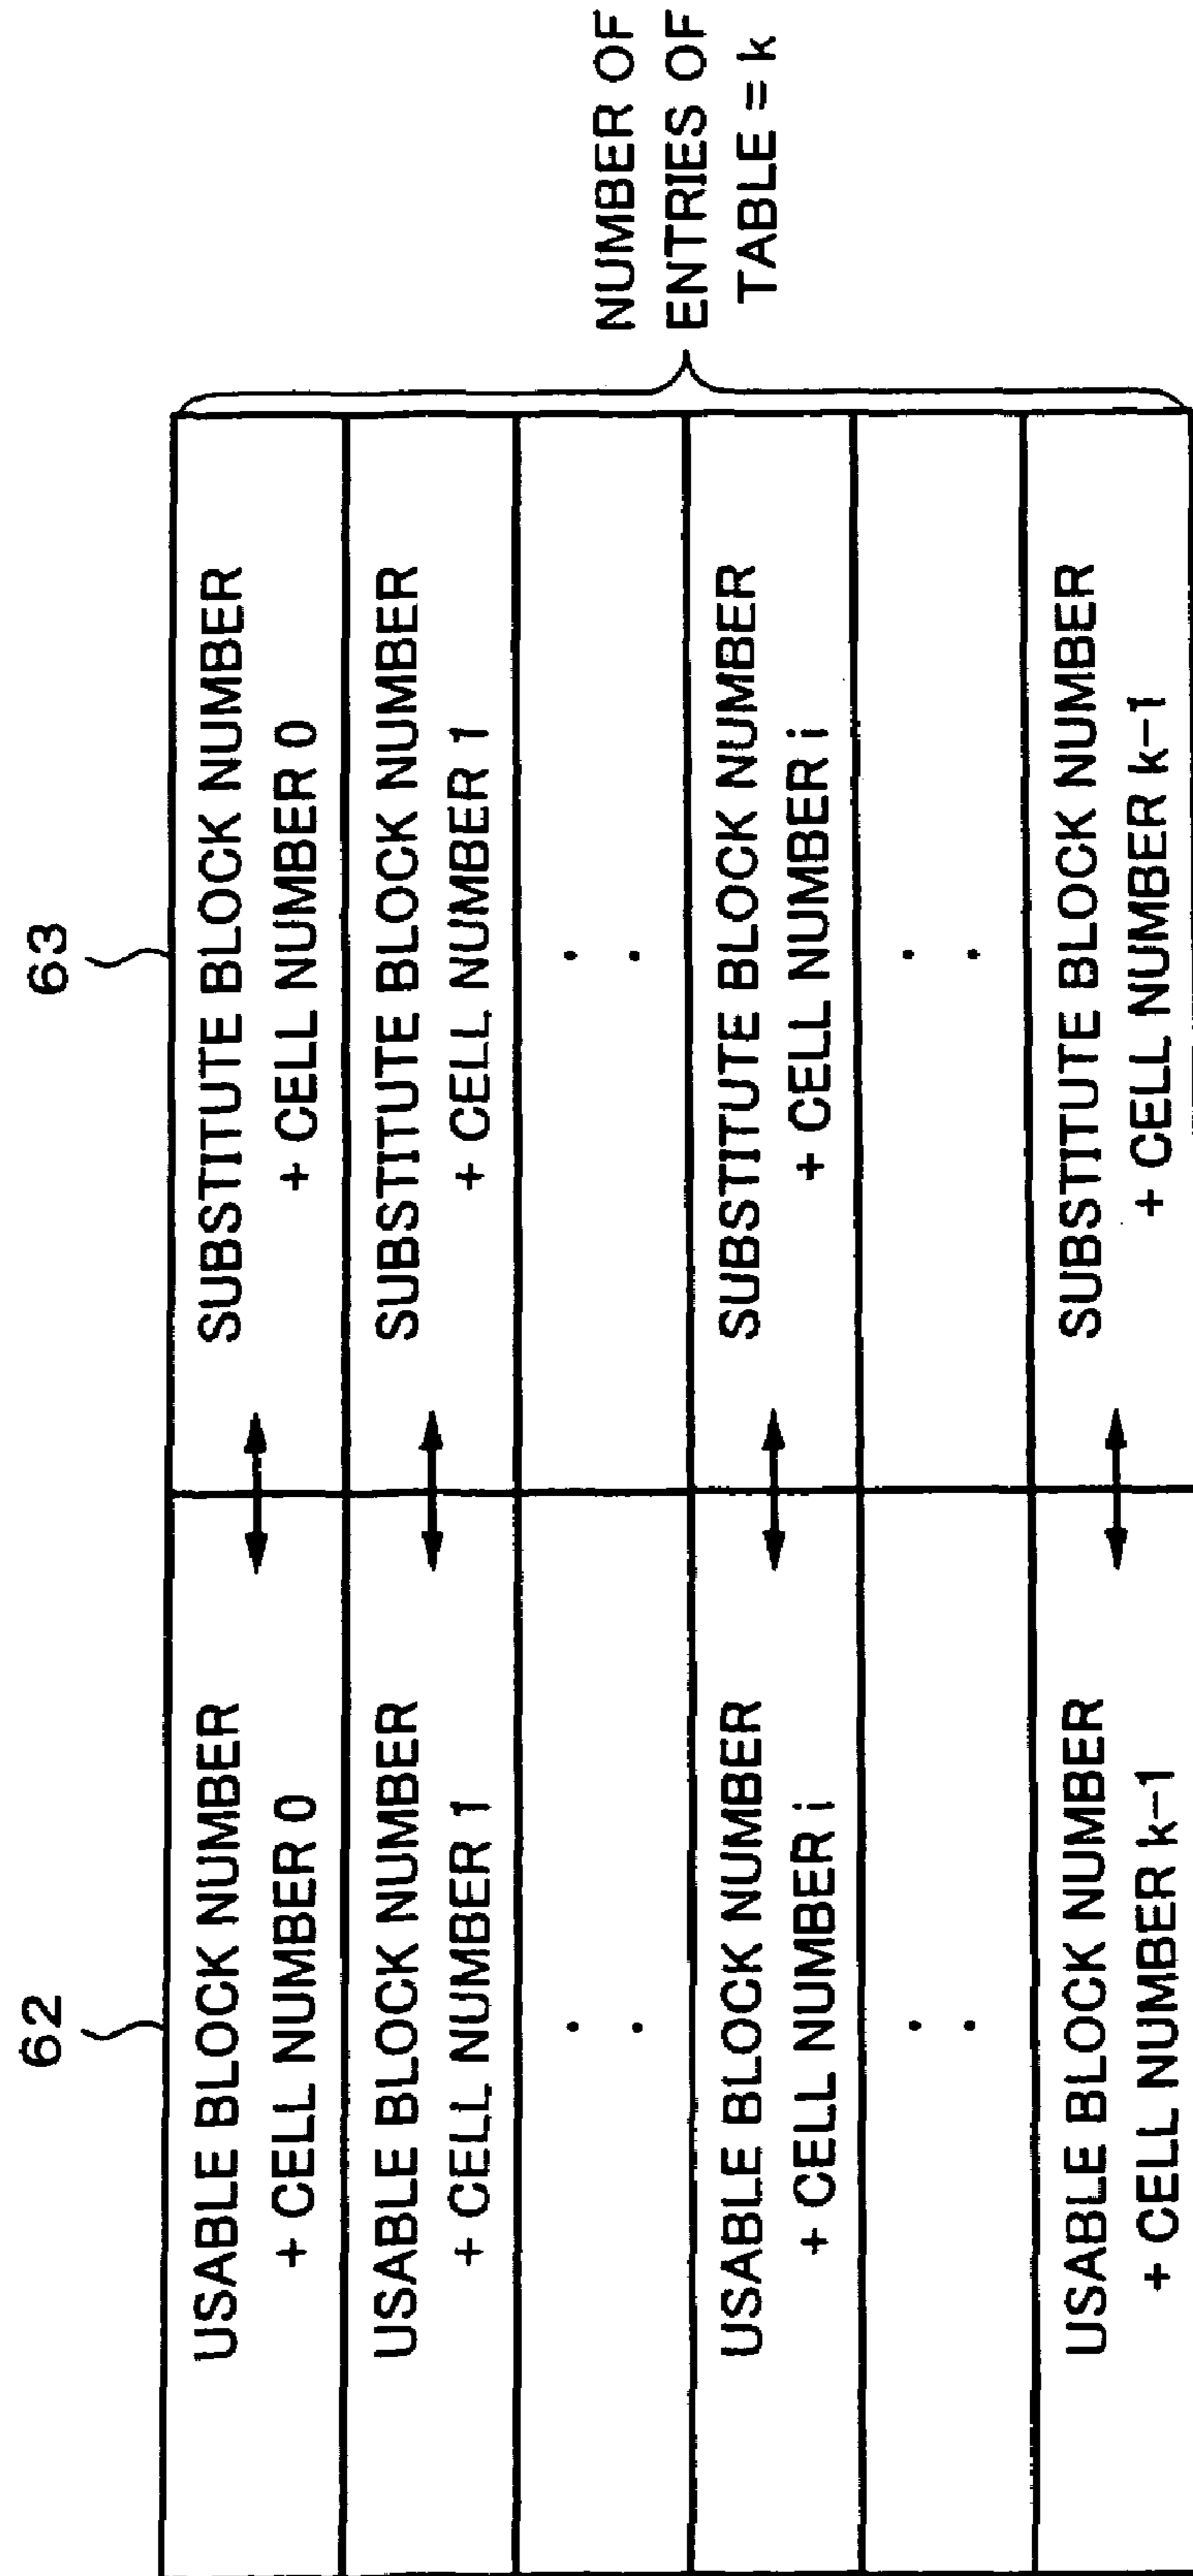 62
63
USABLE BLOCK NUMBER
+ CELL NUMBER 0
SUBSTITUTE BLOCK NUMBER
+ CELL NUMBER 0
USABLE BLOCK NUMBER
+ CELL NUMBER 1
SUBSTITUTE BLOCK NUMBER
+ CELL NUMBER 1
USABLE BLOCK NUMBER
+ CELL NUMBER i
SUBSTITUTE BLOCK NUMBER
+ CELL NUMBER i
USABLE BLOCK NUMBER
+ CELL NUMBER k-1
SUBSTITUTE BLOCK NUMBER
+ CELL NUMBER k-1
NUMBER OF
ENTRIES OF
TABLE = k